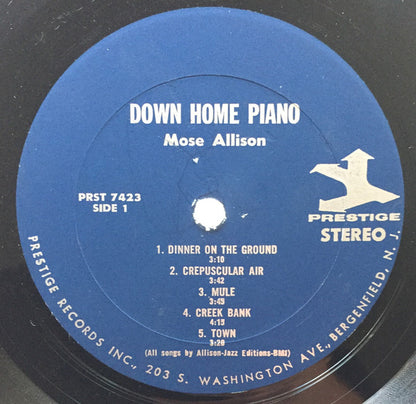 DOWN HOME PIANO
Mose Allison
PRST 7423
SIDE 1
PRESTIGE
STEREO
1. DINNER ON THE GROUND
3:10
2. CREPUSCULAR AIR
3:42
3. MULE
3:45
4. CREEK BANK
4:15
5. TOWN
3:20
(All songs by Allison-Jazz Editions-BMI)
PRESTIGE RECORDS INC., 203 S. WASHINGTON AVE., BERGENFIELD, N. J.